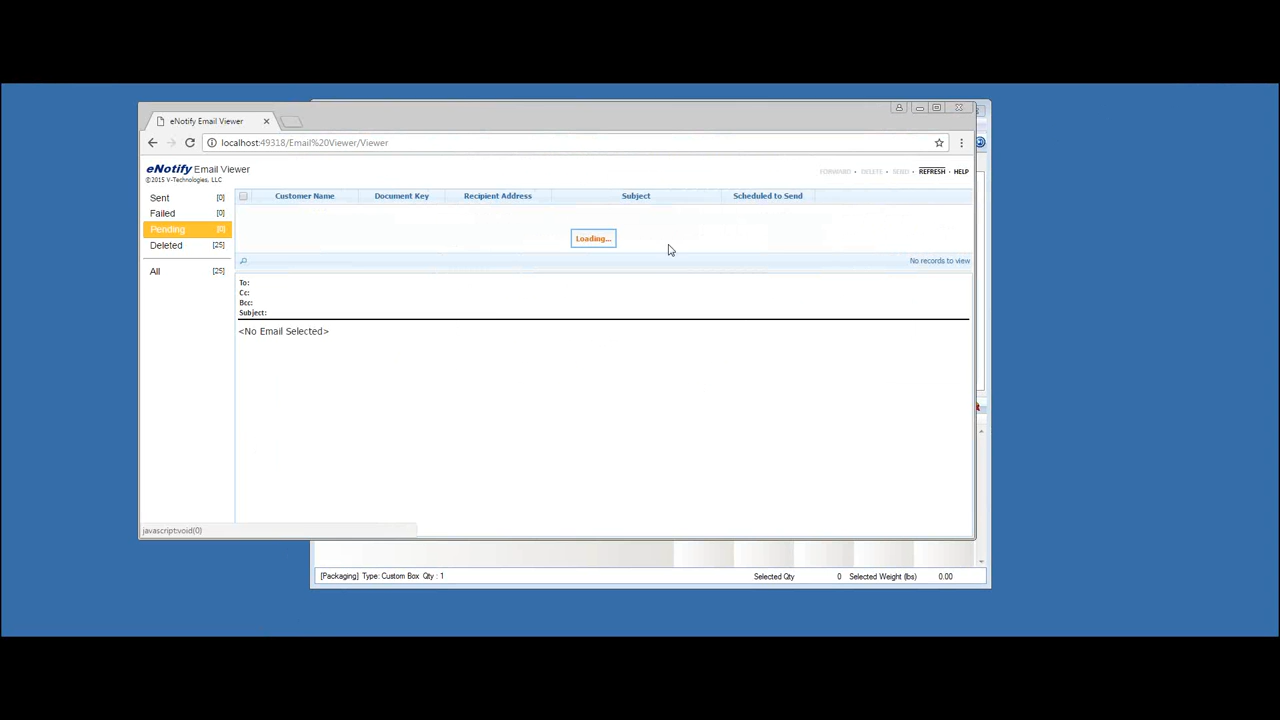 eNotify Email Viewer
localhost:49318/Email%20Viewer/Viewer
eNotify Email Viewer
©2015 V-Technologies, LLC
FORWARD • DELETE • SEND • REFRESH • HELP
Sent [0]
Failed [0]
Pending [0]
Deleted [25]
All [25]
Customer Name Document Key Recipient Address Subject Scheduled to Send
Loading...
No records to view
To:
Cc:
Bcc:
Subject:
<No Email Selected>
javascript:void(0)
[Packaging] Type: Custom Box Qty : 1 Selected Qty 0 Selected Weight (lbs) 0.00